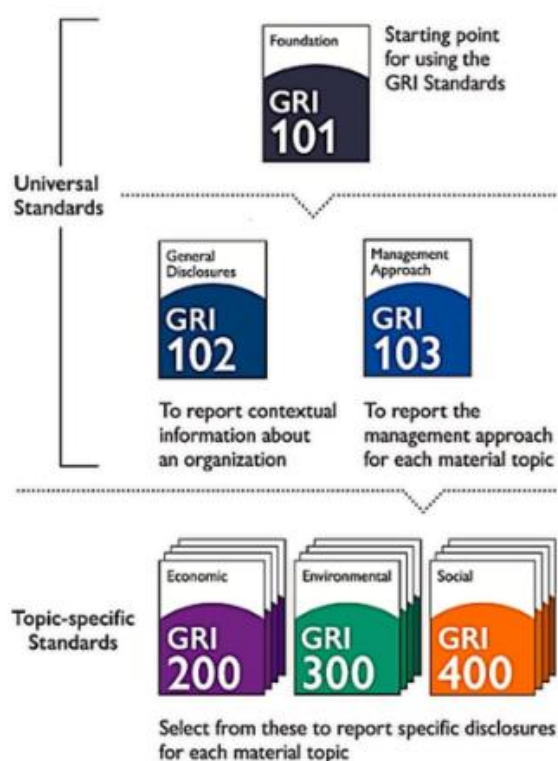 Foundation
GRI
101
Starting point
for using the
GRI Standards
Universal
Standards
General
Disclosures
GRI
102
Management
Approach
GRI
103
To report contextual
information about
an organization
To report the
management approach
for each material topic
Topic-specific
Standards
Economic
GRI
200
Environmental
GRI
300
Social
GRI
400
Select from these to report specific disclosures
for each material topic